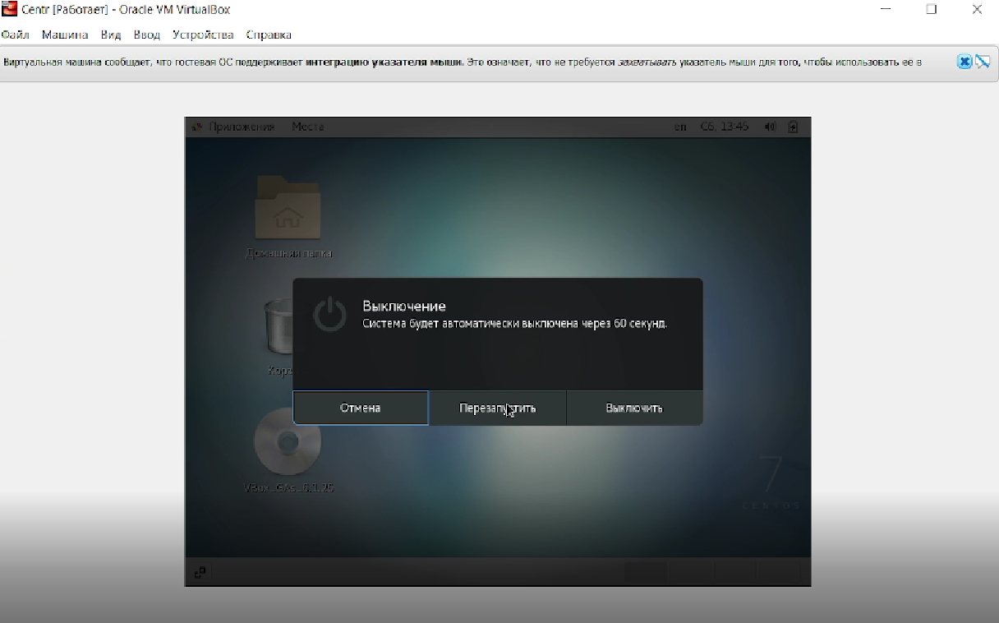 Centr [Работает] - Oracle VM VirtualBox
Файл Машина Вид Ввод Устройства Справка
Виртуальная машина сообщает, что гостевая ОС поддерживает интеграцию указателя мыши. Это означает, что не требуется захватывать указатель мыши для того, чтобы использовать её в
Приложения Места en Сб, 13:45
Домашняя папка
Выключение
Система будет автоматически выключена через 60 секунд.
Отмена Перезапустить Выключить
VBox_GAs_6.1.26
7
CENTOS